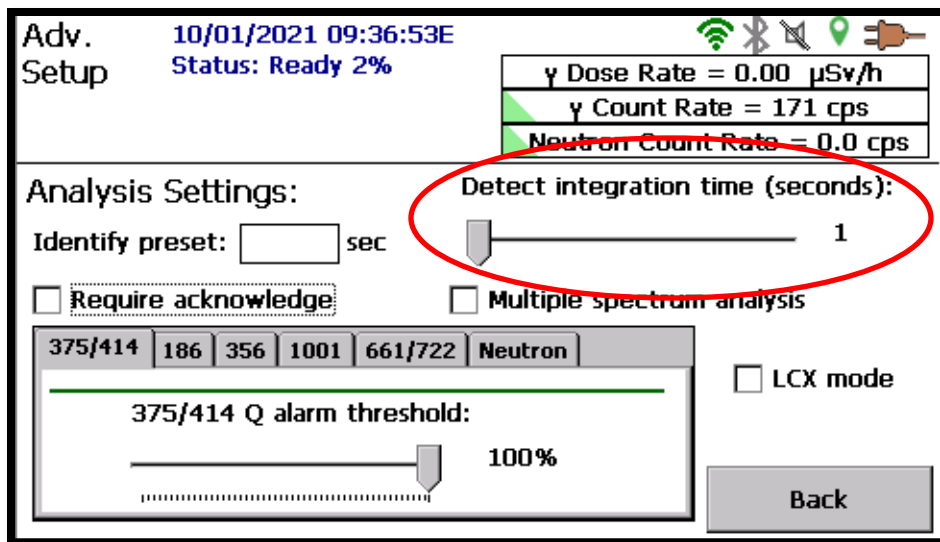 Adv. Setup
10/01/2021 09:36:53E
Status: Ready 2%
γ Dose Rate = 0.00 µSv/h
γ Count Rate = 171 cps
Neutron Count Rate = 0.0 cps
Analysis Settings:
Detect integration time (seconds):
Identify preset: sec
1
Require acknowledge
Multiple spectrum analysis
375/414 186 356 1001 661/722 Neutron
LCX mode
375/414 Q alarm threshold:
100%
Back